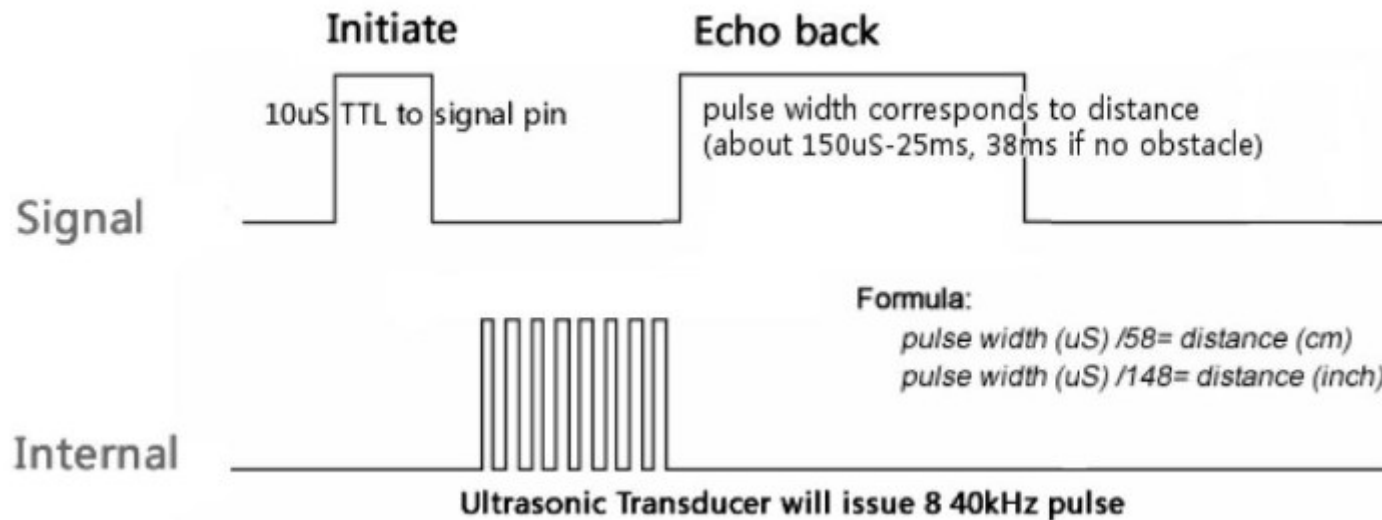 Initiate
Echo back
10uS TTL to signal pin
pulse width corresponds to distance
(about 150uS-25ms, 38ms if no obstacle)
Signal
Formula:
pulse width (uS) /58= distance (cm)
pulse width (uS) /148= distance (inch)
Internal
Ultrasonic Transducer will issue 8 40kHz pulse